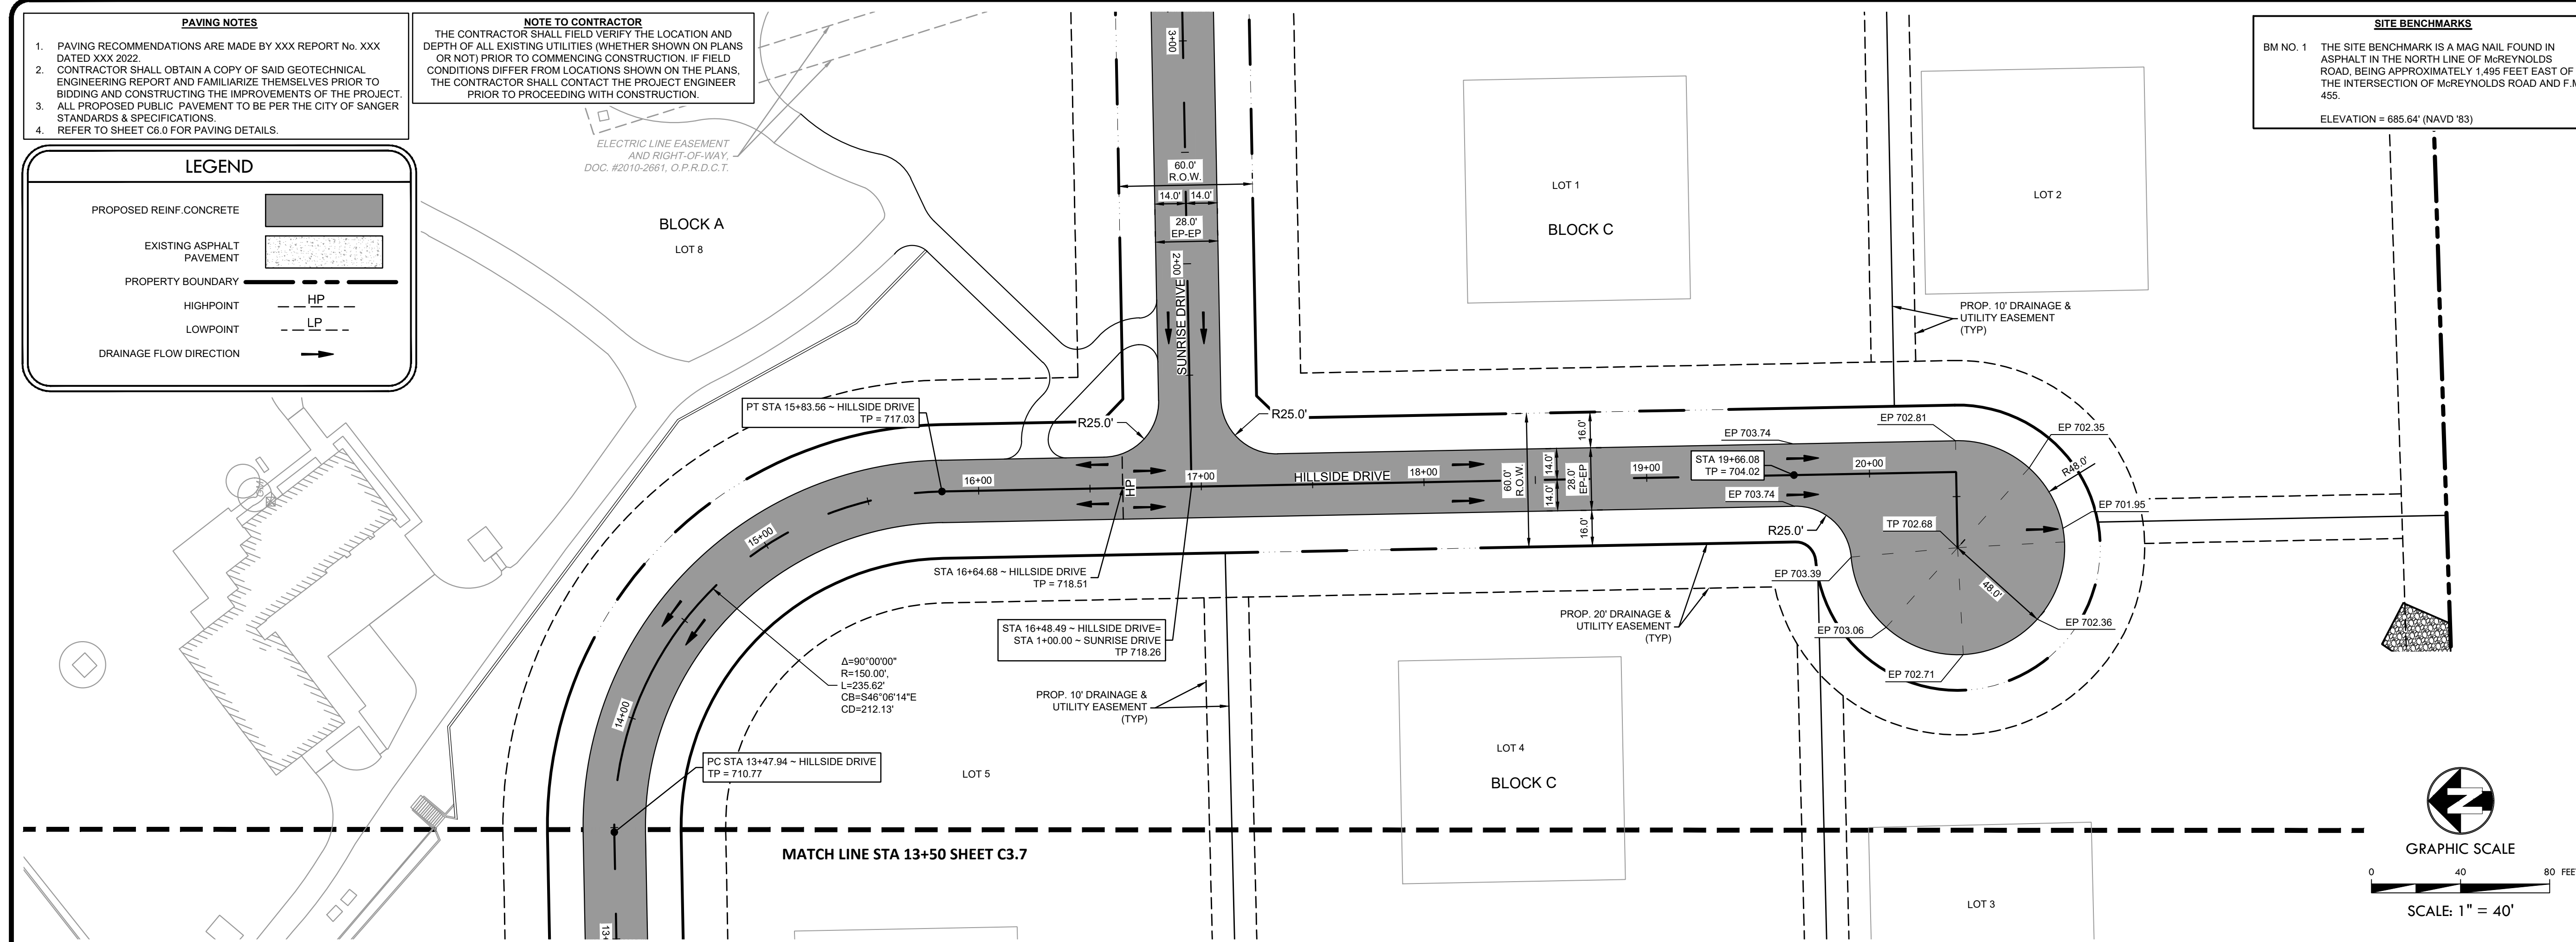 PAVING NOTES
1. PAVING RECOMMENDATIONS ARE MADE BY XXX REPORT No. XXX
DATED XXX 2022.
2. CONTRACTOR SHALL OBTAIN A COPY OF SAID GEOTECHNICAL
ENGINEERING REPORT AND FAMILIARIZE THEMSELVES PRIOR TO
BIDDING AND CONSTRUCTING THE IMPROVEMENTS OF THE PROJECT.
3. ALL PROPOSED PUBLIC PAVEMENT TO BE PER THE CITY OF SANGER
STANDARDS & SPECIFICATIONS.
4. REFER TO SHEET C6.0 FOR PAVING DETAILS.
NOTE TO CONTRACTOR
THE CONTRACTOR SHALL FIELD VERIFY THE LOCATION AND
DEPTH OF ALL EXISTING UTILITIES (WHETHER SHOWN ON PLANS
OR NOT) PRIOR TO COMMENCING CONSTRUCTION. IF FIELD
CONDITIONS DIFFER FROM LOCATIONS SHOWN ON THE PLANS,
THE CONTRACTOR SHALL CONTACT THE PROJECT ENGINEER
PRIOR TO PROCEEDING WITH CONSTRUCTION.
SITE BENCHMARKS
BM NO. 1 THE SITE BENCHMARK IS A MAG NAIL FOUND IN
ASPHALT IN THE NORTH LINE OF McREYNOLDS
ROAD, BEING APPROXIMATELY 1,495 FEET EAST OF
THE INTERSECTION OF McREYNOLDS ROAD AND F.M
455.
ELEVATION = 685.64' (NAVD '83)
LEGEND
PROPOSED REINF.CONCRETE
EXISTING ASPHALT
PAVEMENT
PROPERTY BOUNDARY
HIGHPOINT
HP
LOWPOINT
LP
DRAINAGE FLOW DIRECTION
ELECTRIC LINE EASEMENT
AND RIGHT-OF-WAY,
DOC. #2010-2661, O.P.R.D.C.T.
BLOCK A
LOT 8
3+00
60.0'
R.O.W.
14.0'
14.0'
28.0'
EP-EP
2+00
SUNRISE DRIVE
LOT 1
BLOCK C
LOT 2
PROP. 10' DRAINAGE &
UTILITY EASEMENT
(TYP)
PT STA 15+83.56 ~ HILLSIDE DRIVE
TP = 717.03
R25.0'
R25.0'
16.0'
EP 702.81
EP 703.74
EP 702.35
R48.0'
16+00
HP
17+00
HILLSIDE DRIVE
18+00
60.0'
R.O.W.
14.0'
14.0'
28.0'
EP-EP
19+00
STA 19+66.08
TP = 704.02
20+00
15+00
EP 703.74
EP 701.95
16.0'
R25.0'
TP 702.68
STA 16+64.68 ~ HILLSIDE DRIVE
TP = 718.51
EP 703.39
48.0'
PROP. 20' DRAINAGE &
UTILITY EASEMENT
(TYP)
EP 703.06
EP 702.36
EP 702.71
STA 16+48.49 ~ HILLSIDE DRIVE=
STA 1+00.00 ~ SUNRISE DRIVE
TP 718.26
Δ=90°00'00"
R=150.00',
L=235.62'
CB=S46°06'14"E
CD=212.13'
PROP. 10' DRAINAGE &
UTILITY EASEMENT
(TYP)
14+00
PC STA 13+47.94 ~ HILLSIDE DRIVE
TP = 710.77
LOT 5
LOT 4
BLOCK C
MATCH LINE STA 13+50 SHEET C3.7
LOT 3
N
GRAPHIC SCALE
0 40 80 FEET
SCALE: 1" = 40'